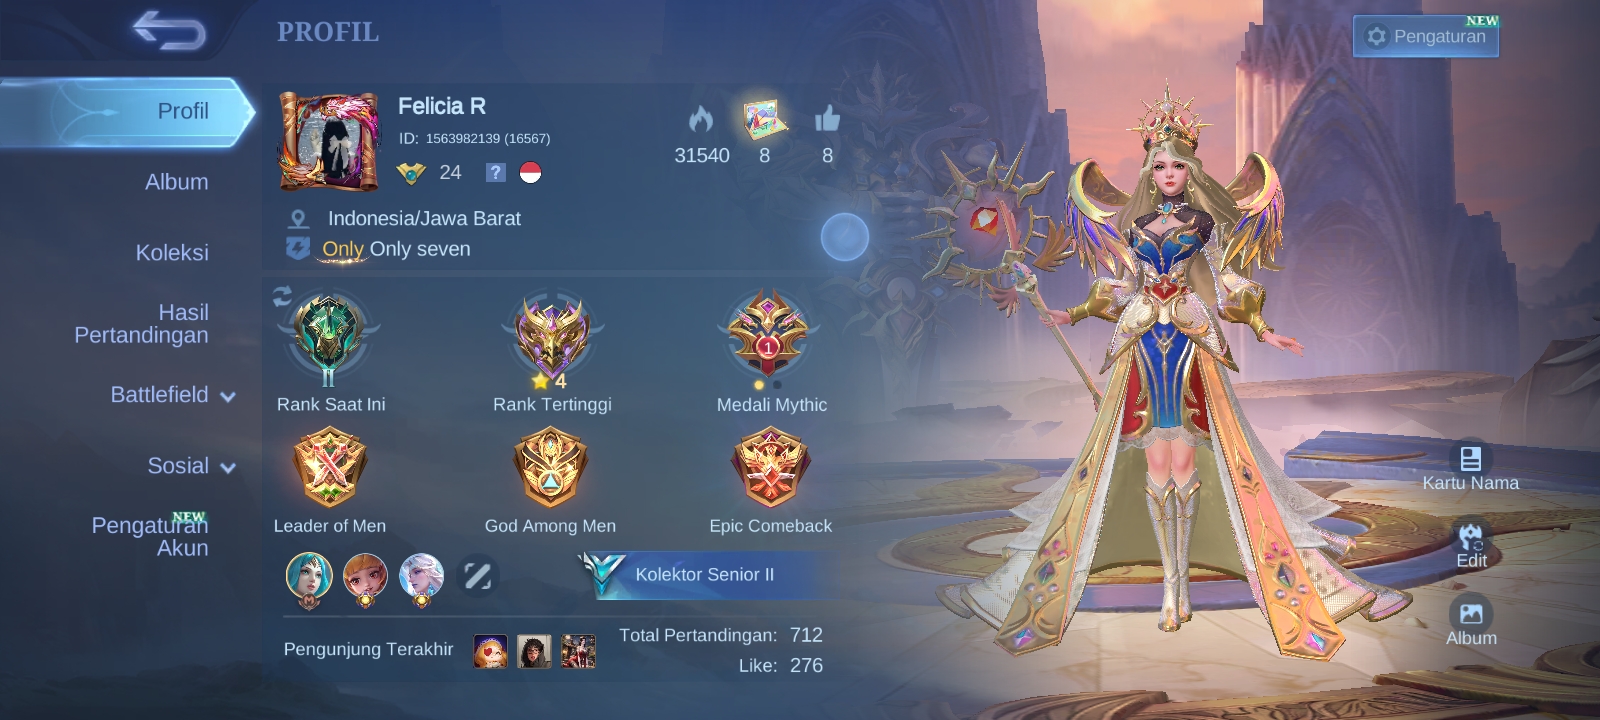 PROFIL
NEW
Pengaturan
Profil
Album
Koleksi
Hasil
Pertandingan
Battlefield
Sosial
NEW
Pengaturan
Akun
Felicia R
ID: 1563982139 (16567)
24 ?
31540 8 8
Indonesia/Jawa Barat
Only Only seven
II
4
1
Rank Saat Ini
Rank Tertinggi
Medali Mythic
Leader of Men
God Among Men
Epic Comeback
Kolektor Senior II
Pengunjung Terakhir
Total Pertandingan: 712
Like: 276
Kartu Nama
Edit
Album